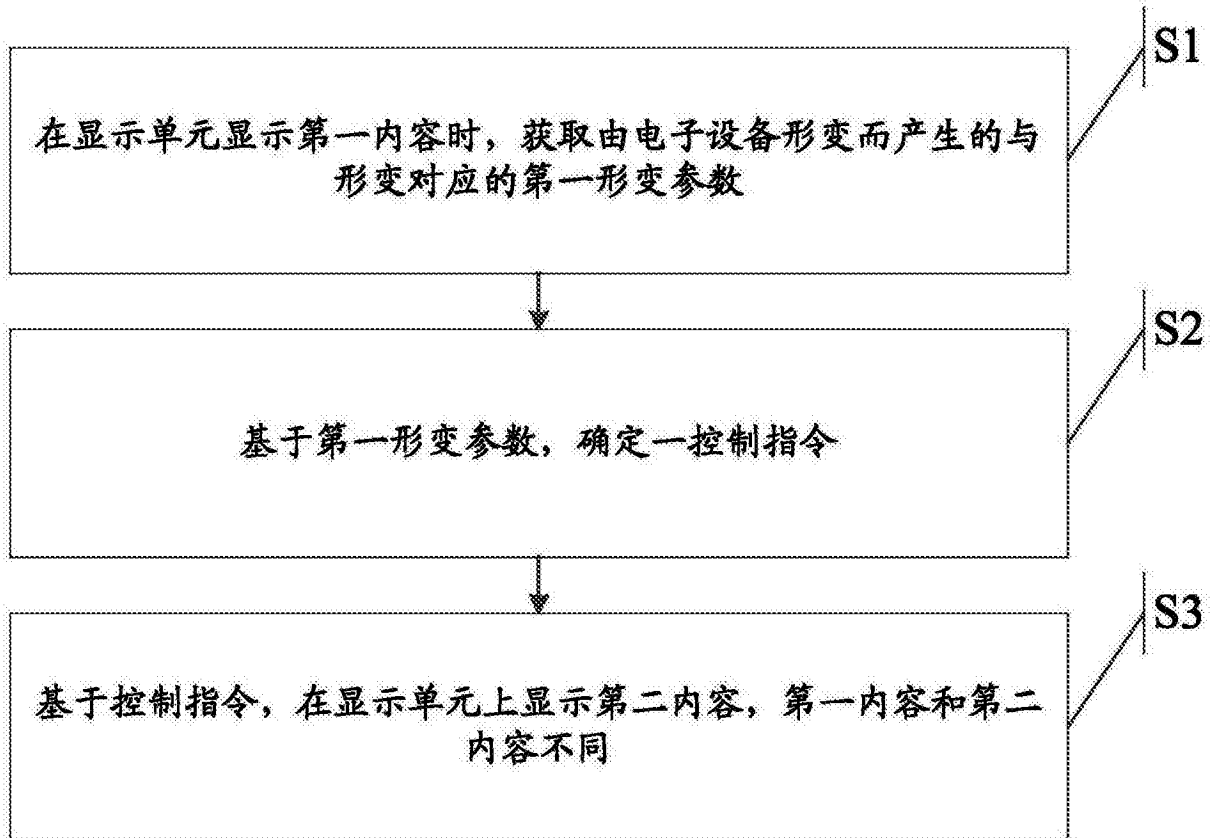 S1
在显示单元显示第一内容时，获取由电子设备形变而产生的与
形变对应的第一形变参数
S2
基于第一形变参数，确定一控制指令
S3
基于控制指令，在显示单元上显示第二内容，第一内容和第二
内容不同